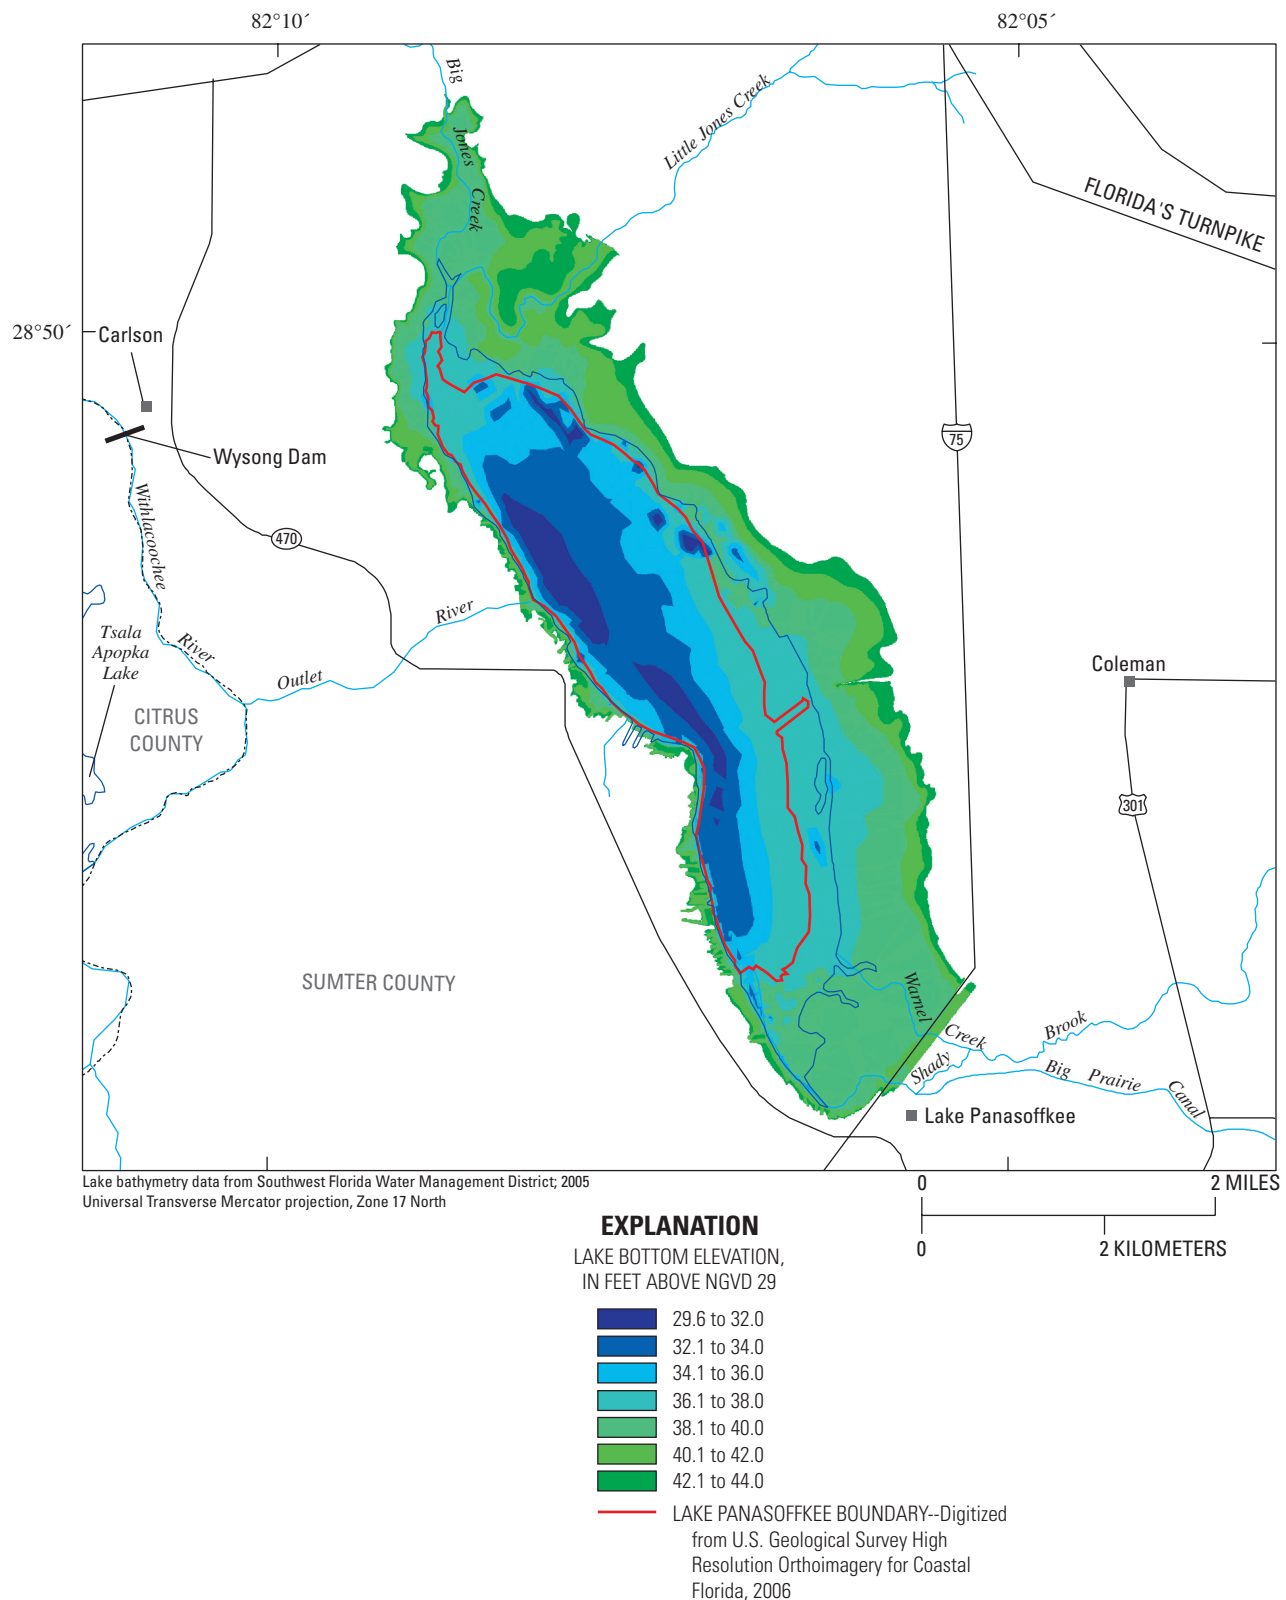 82°10´
82°05´
Big
Jones
Creek
Little Jones Creek
FLORIDA'S TURNPIKE
28°50´
Carlson
Wysong Dam
75
Withlacoochee
River
470
River
Outlet
Tsala
Apopka
Lake
CITRUS
COUNTY
Coleman
301
SUMTER COUNTY
Warnel
Creek
Shady
Brook
Big Prairie
Canal
Lake Panasoffkee
Lake bathymetry data from Southwest Florida Water Management District; 2005
Universal Transverse Mercator projection, Zone 17 North
0 2 MILES
0 2 KILOMETERS
EXPLANATION
LAKE BOTTOM ELEVATION,
IN FEET ABOVE NGVD 29
29.6 to 32.0
32.1 to 34.0
34.1 to 36.0
36.1 to 38.0
38.1 to 40.0
40.1 to 42.0
42.1 to 44.0
LAKE PANASOFFKEE BOUNDARY--Digitized
from U.S. Geological Survey High
Resolution Orthoimagery for Coastal
Florida, 2006